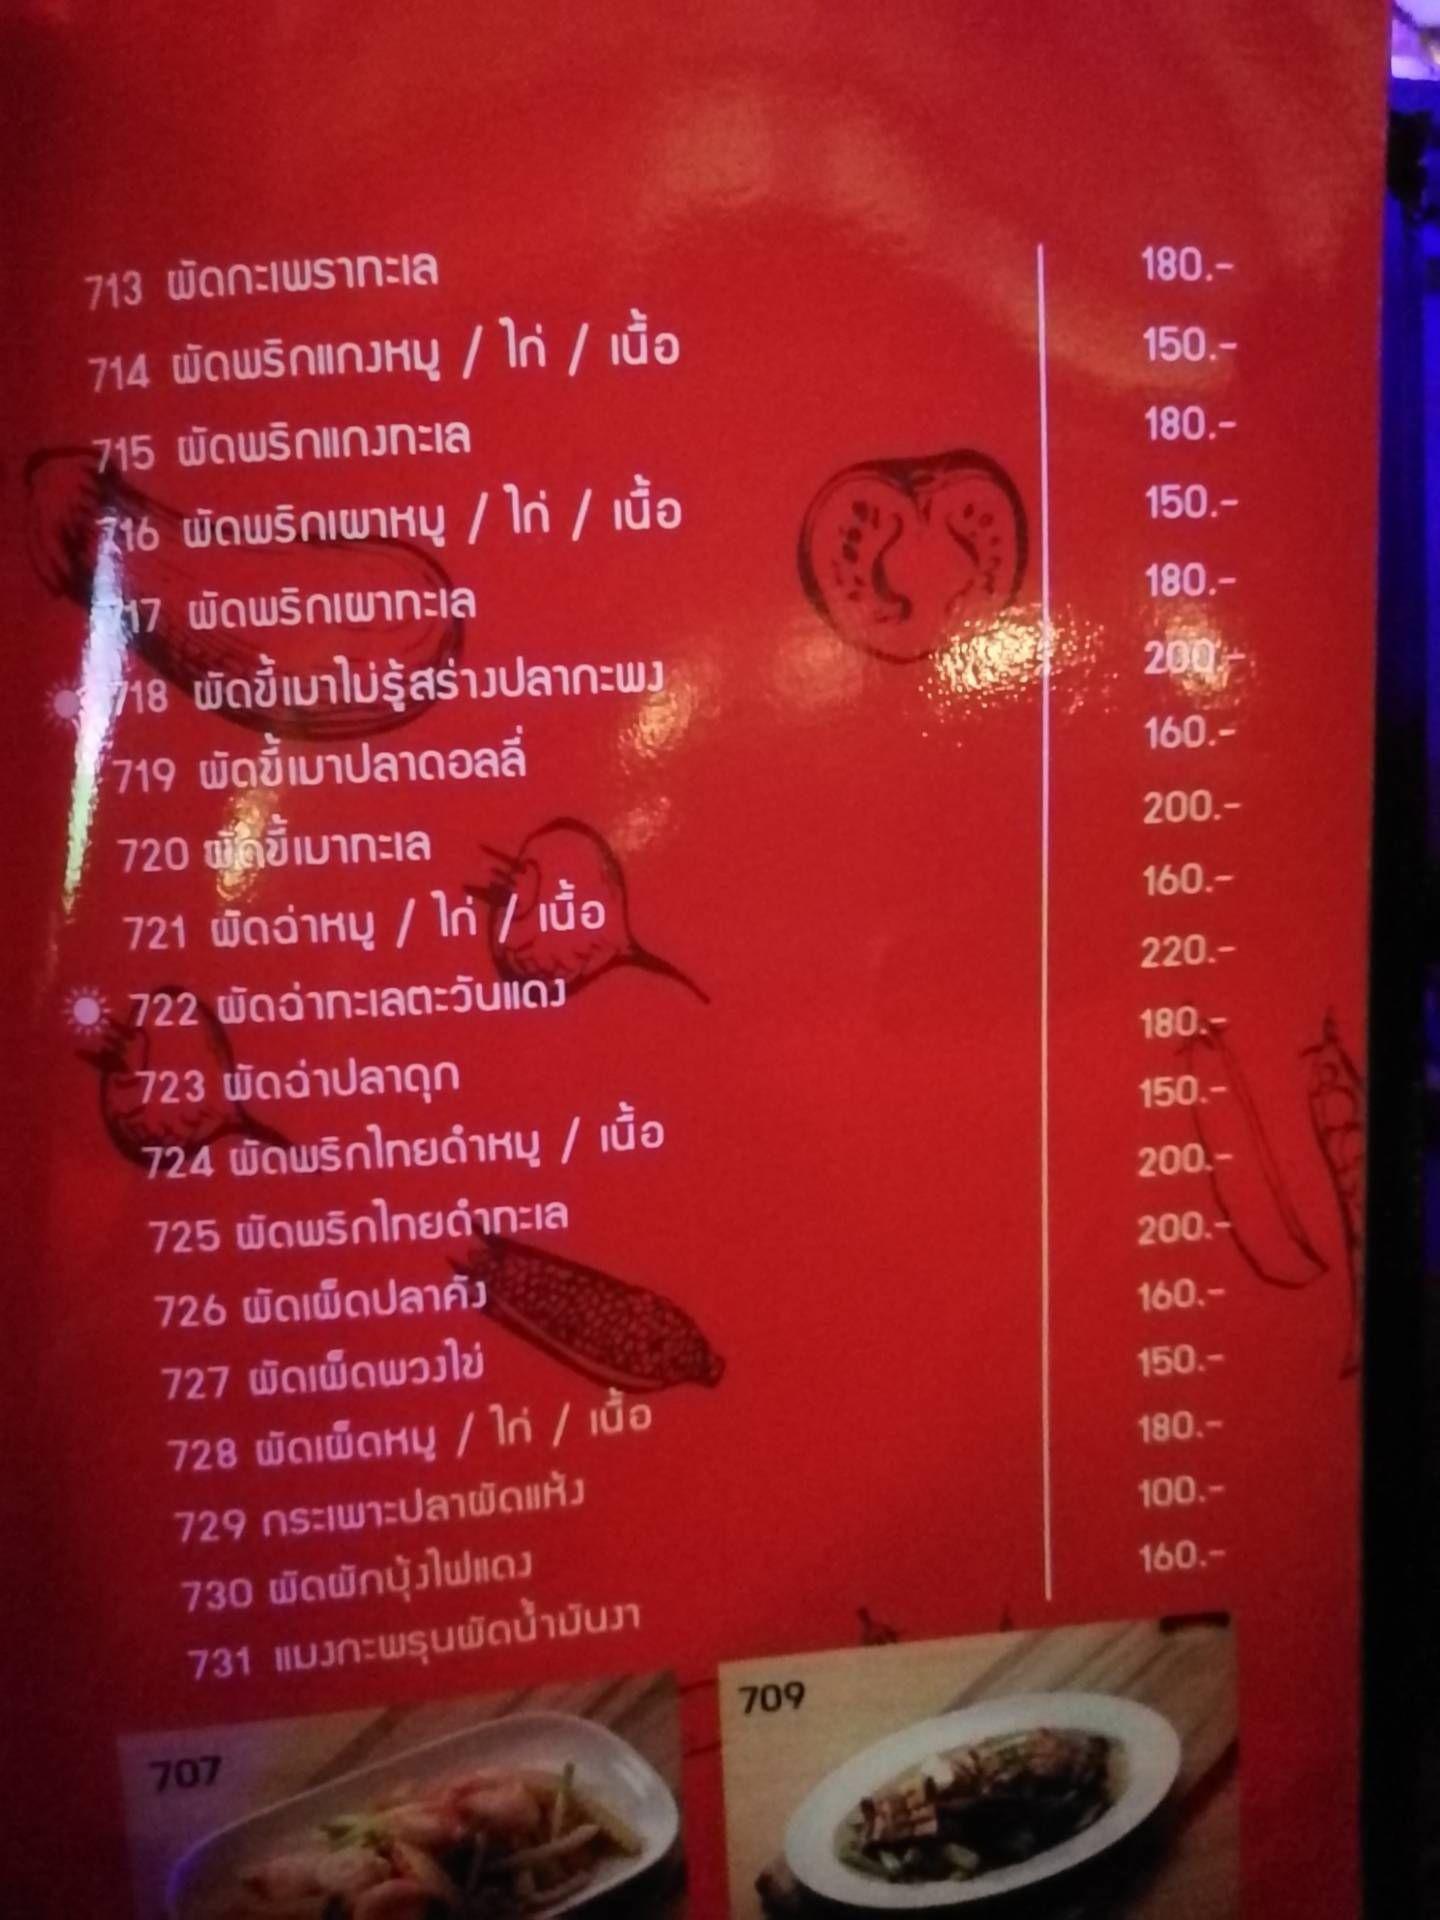 713 ผัดกะเพราทะเล 180.-
714 ผัดพริกแกงหมู / ไก่ / เนื้อ 150.-
715 ผัดพริกแกงทะเล 180.-
716 ผัดพริกเผาหมู / ไก่ / เนื้อ 150.-
717 ผัดพริกเผาทะเล 180.-
718 ผัดขี้เมาไม่รู้สร่างปลากะพง 200.-
719 ผัดขี้เมาปลาดอลลี่ 160.-
720 ผัดขี้เมาทะเล 200.-
721 ผัดฉ่าหมู / ไก่ / เนื้อ 160.-
722 ผัดฉ่าทะเลตะวันแดง 220.-
723 ผัดฉ่าปลาดุก 180.-
724 ผัดพริกไทยดำหมู / เนื้อ 150.-
725 ผัดพริกไทยดำทะเล 200.-
726 ผัดเผ็ดปลาคัง 200.-
727 ผัดเผ็ดพวงไข่ 160.-
728 ผัดเผ็ดหมู / ไก่ / เนื้อ 150.-
729 กระเพาะปลาผัดแห้ง 180.-
730 ผัดผักบุ้งไฟแดง 100.-
731 แมงกะพรุนผัดน้ำมันงา 160.-
707
709